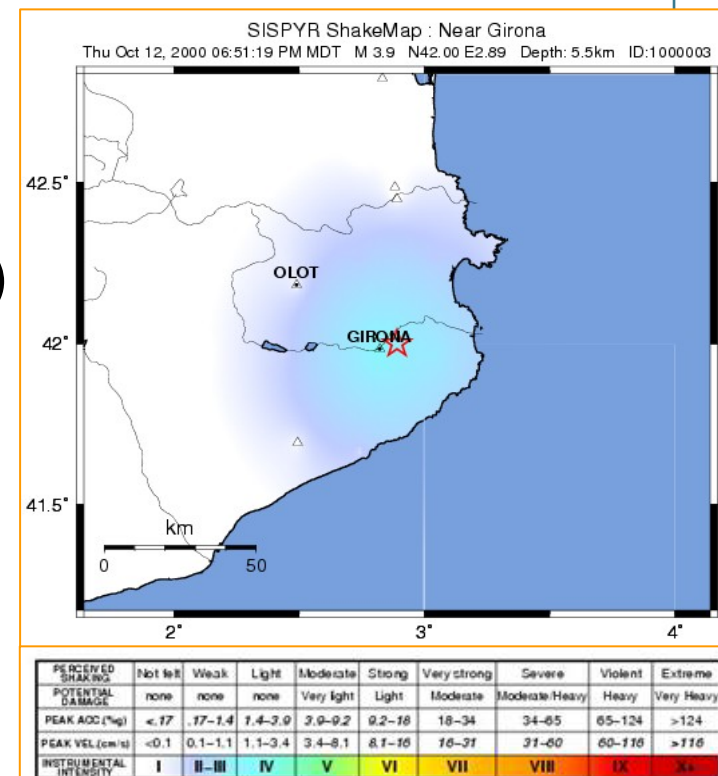 SISPYR ShakeMap : Near Girona
Thu Oct 12, 2000 06:51:19 PM MDT M 3.9 N42.00 E2.89 Depth: 5.5km ID:1000003
42.5°
OLOT
GIRONA
42°
41.5°
km
0 50
2° 3° 4°
PERCEIVED SHAKING Not felt Weak Light Moderate Strong Very strong Severe Violent Extreme
POTENTIAL DAMAGE none none none Very light Light Moderate Moderate/Heavy Heavy Very Heavy
PEAK ACC.(%g) <.17 .17–1.4 1.4–3.9 3.9–9.2 9.2–18 18–34 34–65 65–124 >124
PEAK VEL.(cm/s) <0.1 0.1–1.1 1.1–3.4 3.4–8.1 8.1–16 16–31 31–60 60–116 >116
INSTRUMENTAL INTENSITY I II–III IV V VI VII VIII IX X+